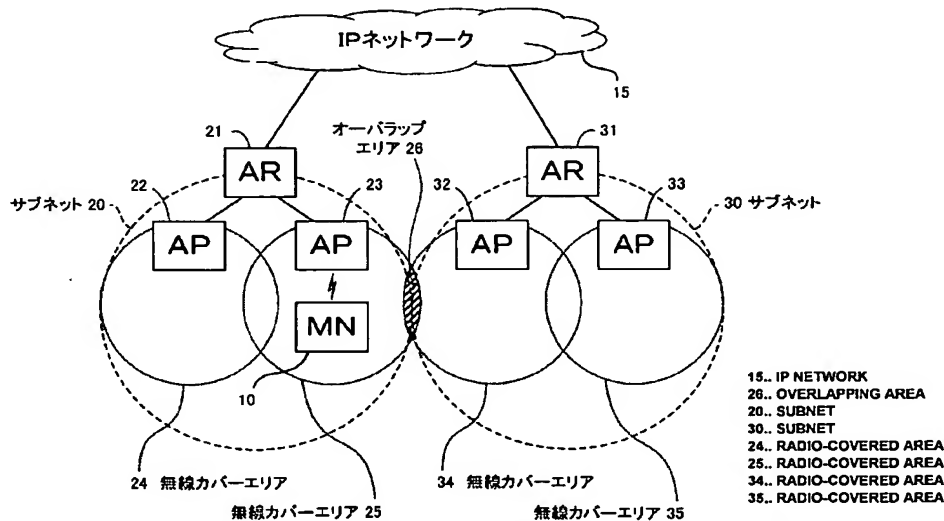 IPネットワーク
15
21
オーバラップ
エリア 26
31
AR
AR
22
23
32
33
サブネット 20
30 サブネット
AP
AP
AP
AP
MN
10
24 無線カバーエリア
34 無線カバーエリア
無線カバーエリア 25
無線カバーエリア 35
15.. IP NETWORK
26.. OVERLAPPING AREA
20.. SUBNET
30.. SUBNET
24.. RADIO-COVERED AREA
25.. RADIO-COVERED AREA
34.. RADIO-COVERED AREA
35.. RADIO-COVERED AREA